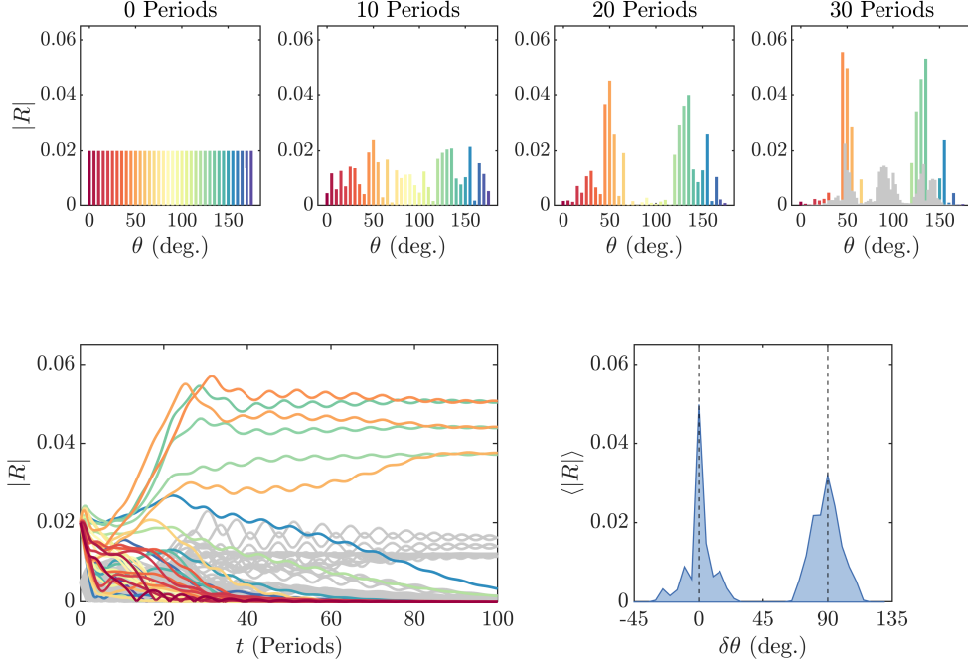 0 Periods
10 Periods
20 Periods
30 Periods
|R|
0.06
0.04
0.02
0
0 50 100 150
θ (deg.)
0.06
0.04
0.02
0
0 50 100 150
θ (deg.)
0.06
0.04
0.02
0
0 50 100 150
θ (deg.)
0.06
0.04
0.02
0
0 50 100 150
θ (deg.)
|R|
0.06
0.04
0.02
0
0 20 40 60 80 100
t (Periods)
⟨|R|⟩
0.06
0.04
0.02
0
-45 0 45 90 135
δθ (deg.)